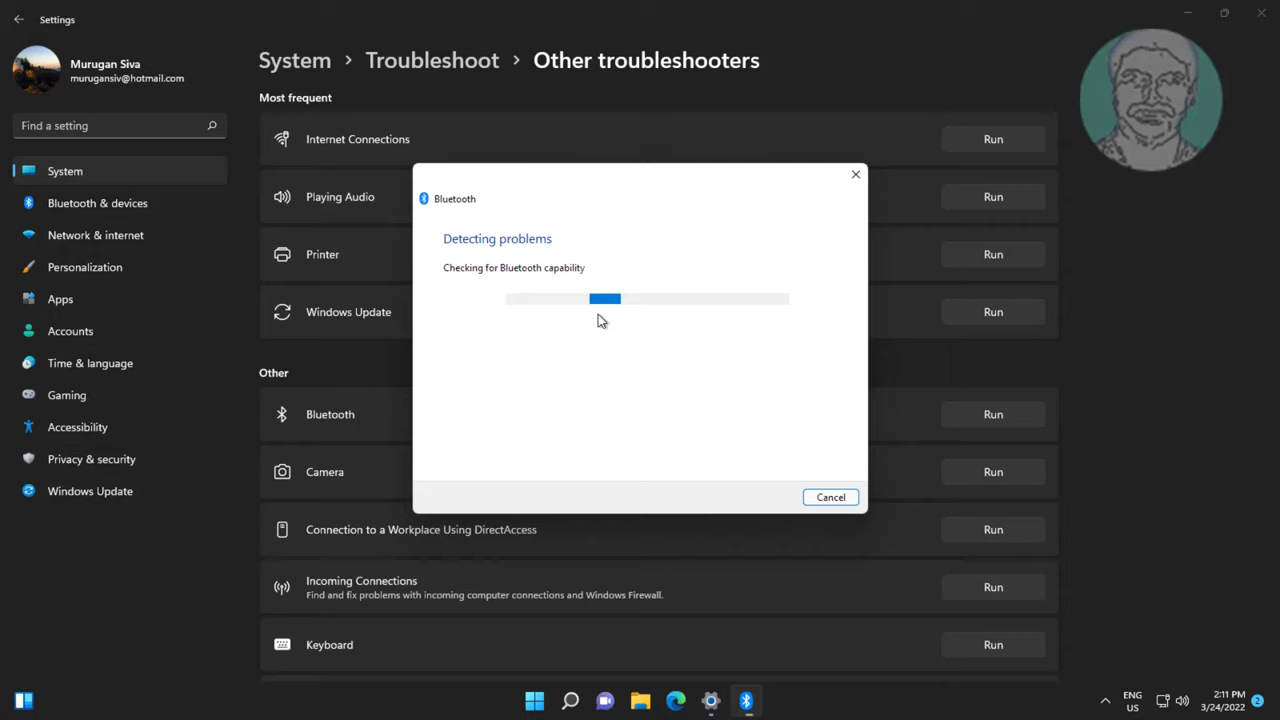 Settings
Murugan Siva
murugansiv@hotmail.com
Find a setting
System
Bluetooth & devices
Network & internet
Personalization
Apps
Accounts
Time & language
Gaming
Accessibility
Privacy & security
Windows Update
System > Troubleshoot > Other troubleshooters
Most frequent
Internet Connections Run
Playing Audio Run
Printer Run
Windows Update Run
Other
Bluetooth Run
Camera Run
Connection to a Workplace Using DirectAccess Run
Incoming Connections
Find and fix problems with incoming computer connections and Windows Firewall. Run
Keyboard Run
Bluetooth
Detecting problems
Checking for Bluetooth capability
Cancel
ENG
US
2:11 PM
3/24/2022
2